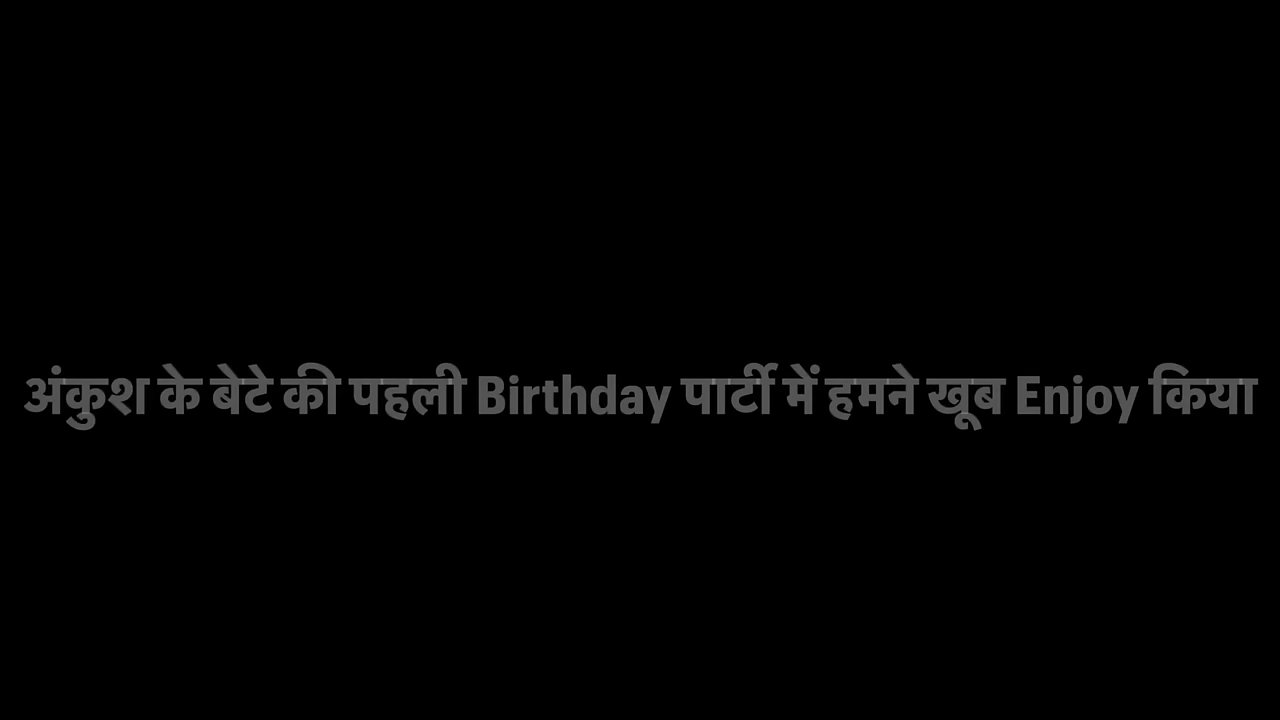 अंकुश के बेटे की पहली Birthday पार्टी में हमने खूब Enjoy किया